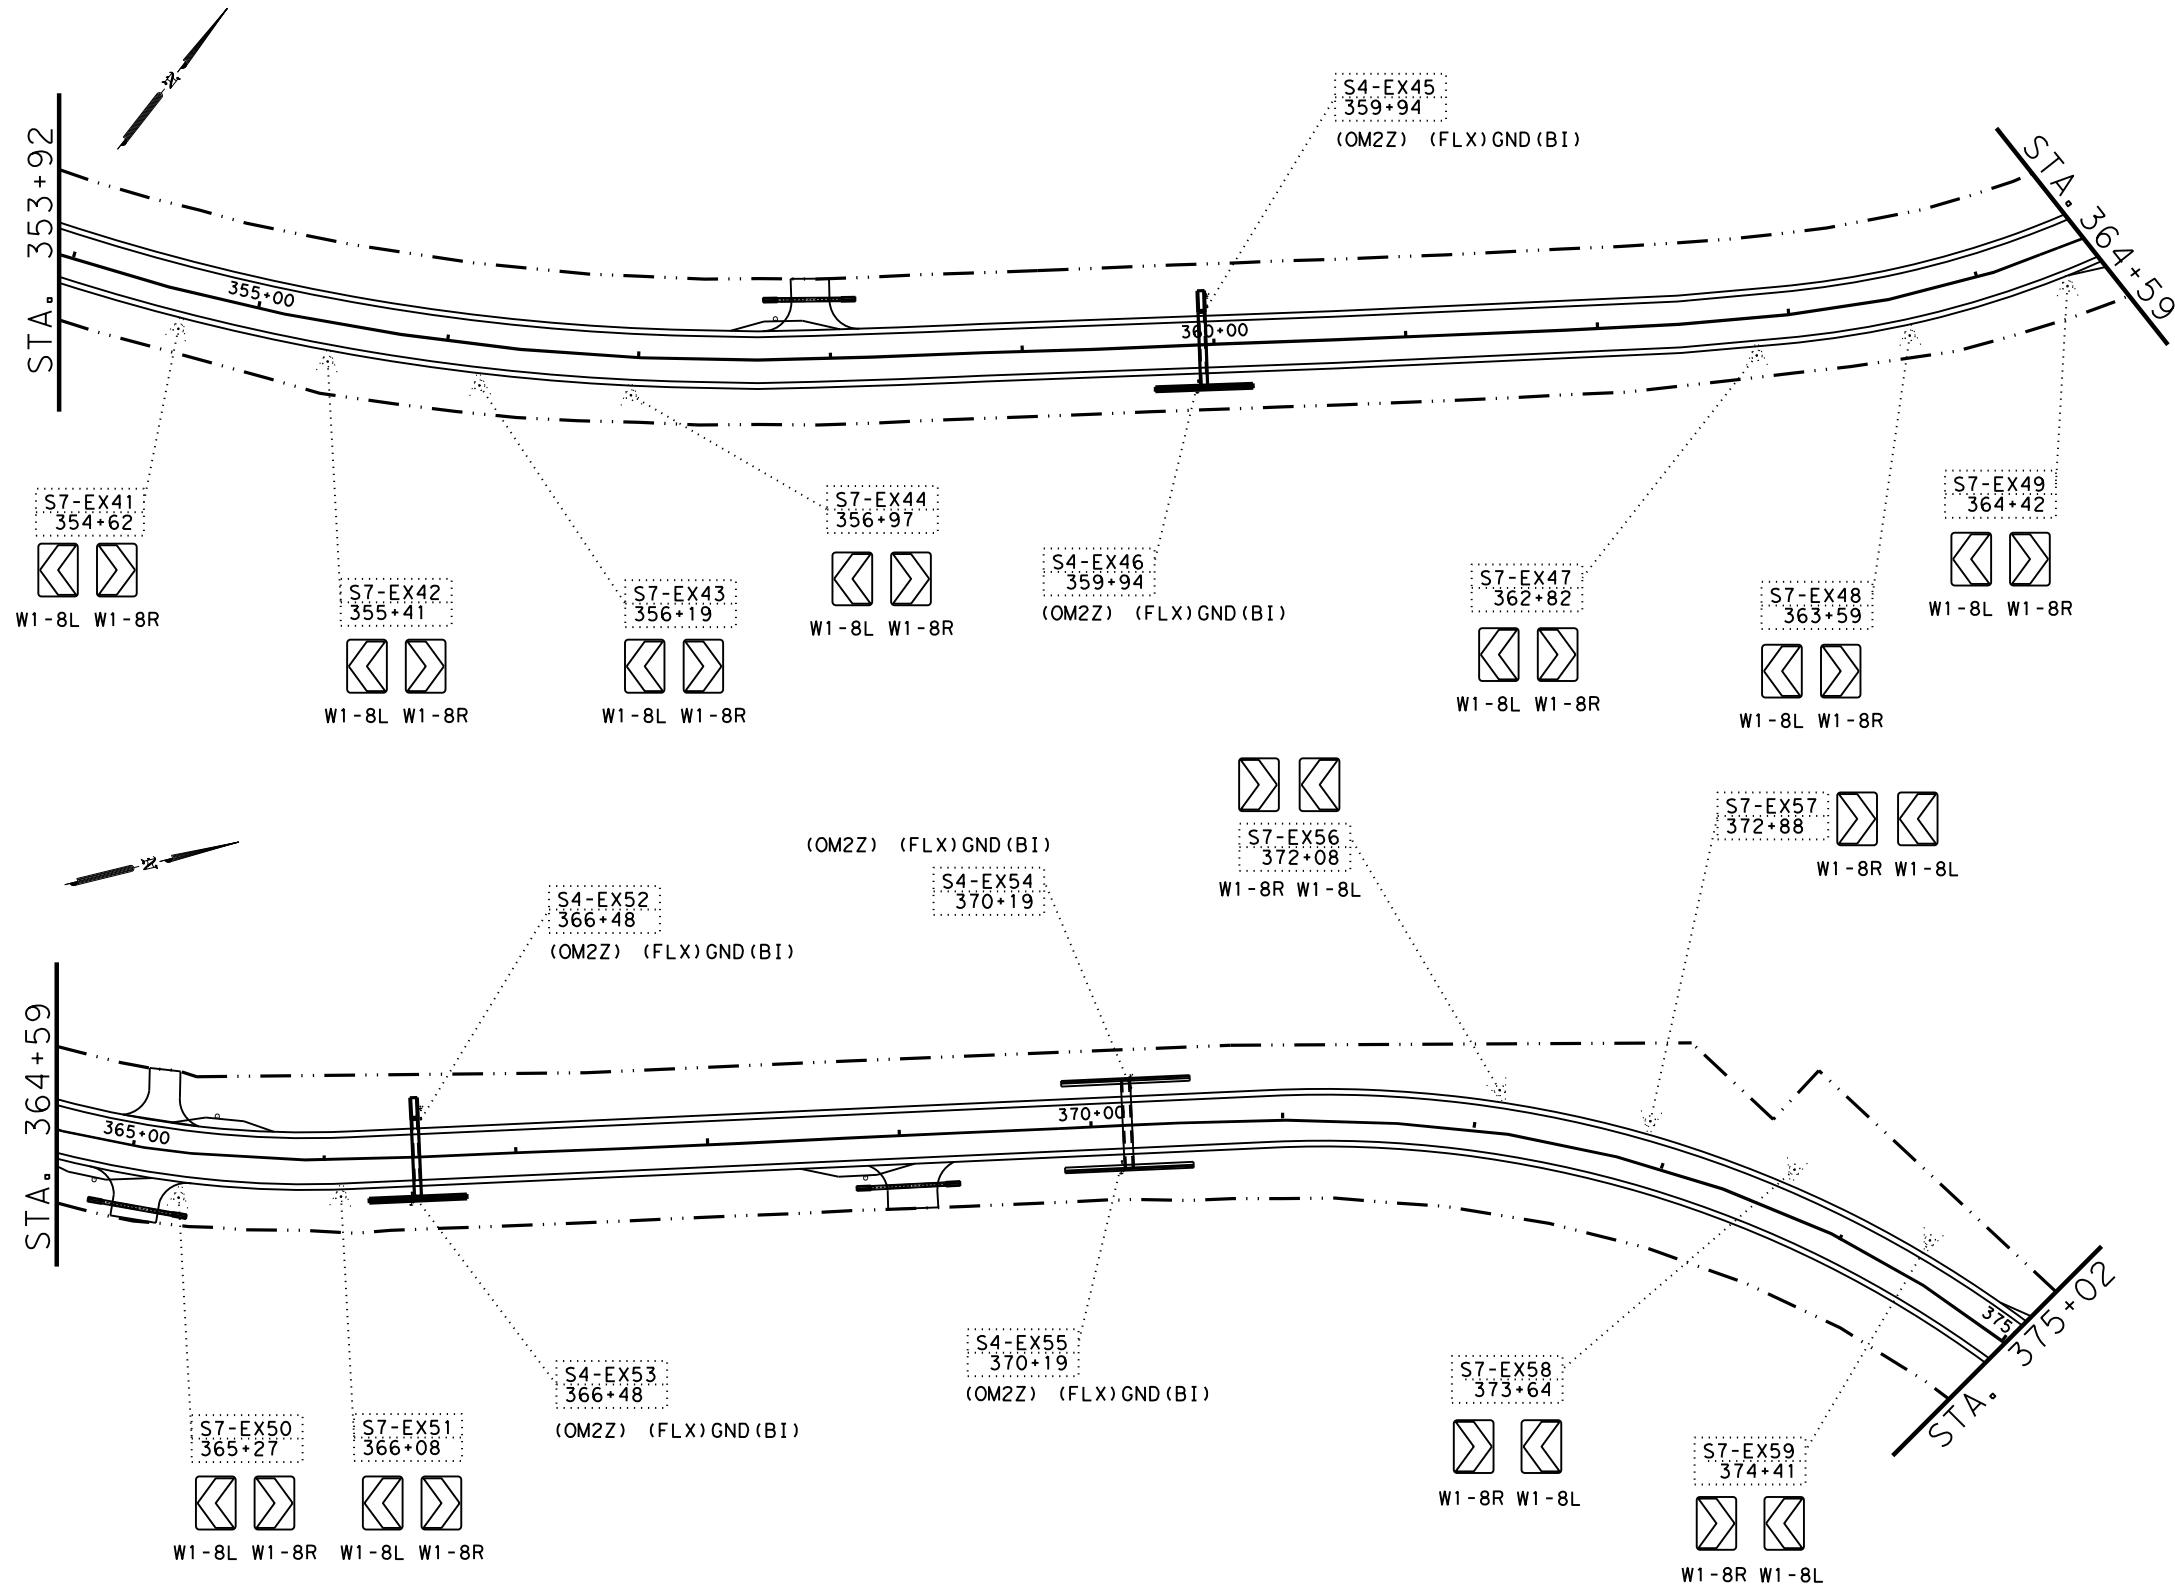 N
STA. 353+92
S4-EX45
359+94
(OM2Z) (FLX)GND(BI)
STA. 364+59
355+00
360+00
S7-EX41
354+62
W1-8L W1-8R
S7-EX42
355+41
W1-8L W1-8R
S7-EX43
356+19
W1-8L W1-8R
S7-EX44
356+97
W1-8L W1-8R
S4-EX46
359+94
(OM2Z) (FLX)GND(BI)
S7-EX47
362+82
W1-8L W1-8R
S7-EX48
363+59
W1-8L W1-8R
S7-EX49
364+42
W1-8L W1-8R
N
STA. 364+59
S4-EX52
366+48
(OM2Z) (FLX)GND(BI)
(OM2Z) (FLX)GND(BI)
S4-EX54
370+19
S7-EX56
372+08
W1-8R W1-8L
S7-EX57
372+88
W1-8R W1-8L
365+00
370+00
375
STA. 375+02
S7-EX50
365+27
W1-8L W1-8R
S7-EX51
366+08
W1-8L W1-8R
S4-EX53
366+48
(OM2Z) (FLX)GND(BI)
S4-EX55
370+19
(OM2Z) (FLX)GND(BI)
S7-EX58
373+64
W1-8R W1-8L
S7-EX59
374+41
W1-8R W1-8L